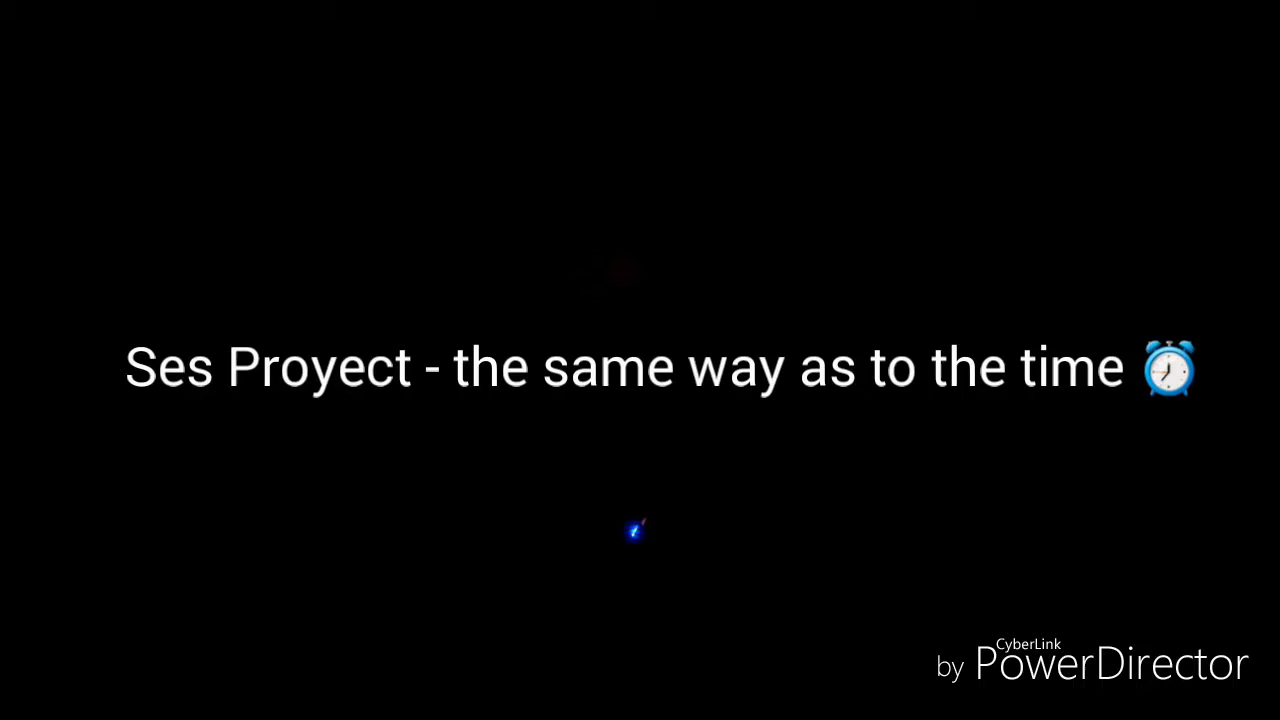 Ses Proyect - the same way as to the time ⏰
CyberLink
by PowerDirector